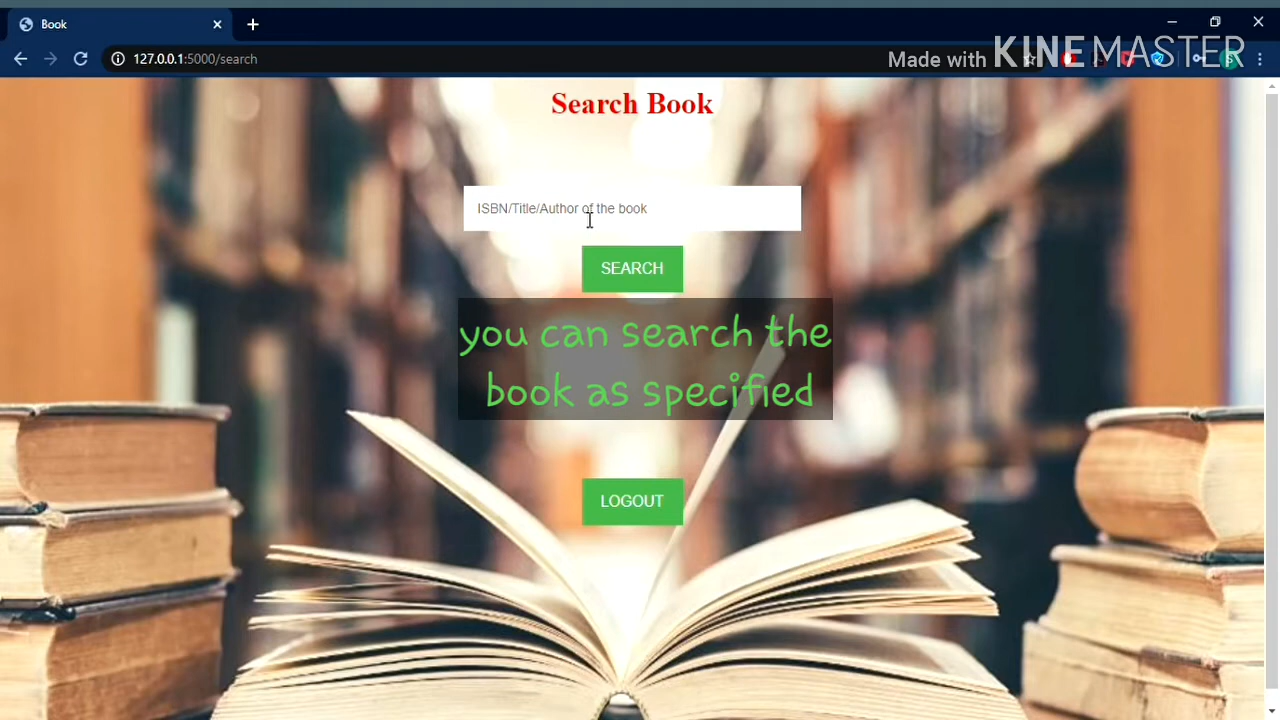 Book
127.0.0.1:5000/search
Made with KINEMASTER
Search Book
ISBN/Title/Author of the book
SEARCH
you can search the
book as specified
LOGOUT